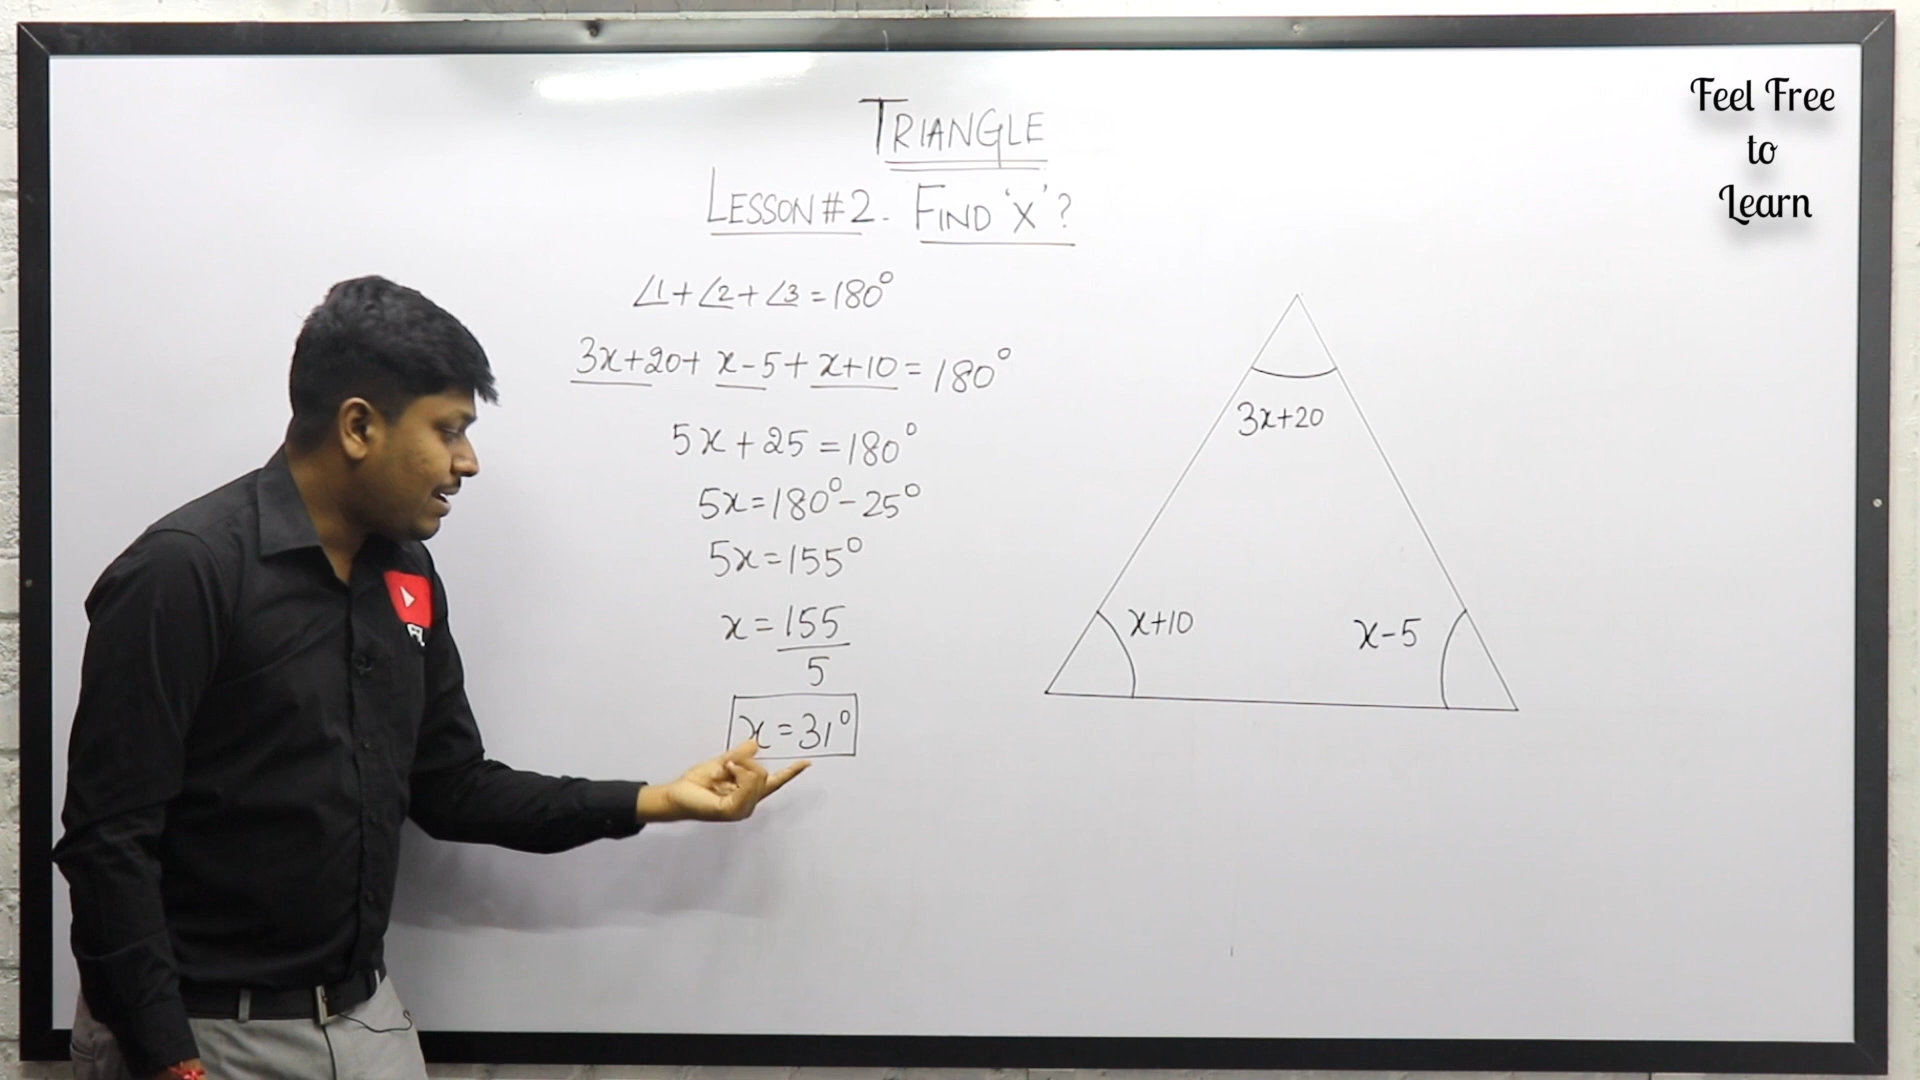 Feel Free
to
Learn
TRIANGLE
LESSON#2. FIND 'X'?
∠1+∠2+∠3=180°
3x+20+ x-5+ x+10=180°
5x+25=180°
5x=180°-25°
5x=155°
x=155/5
x=31°
3x+20
x+10
x-5